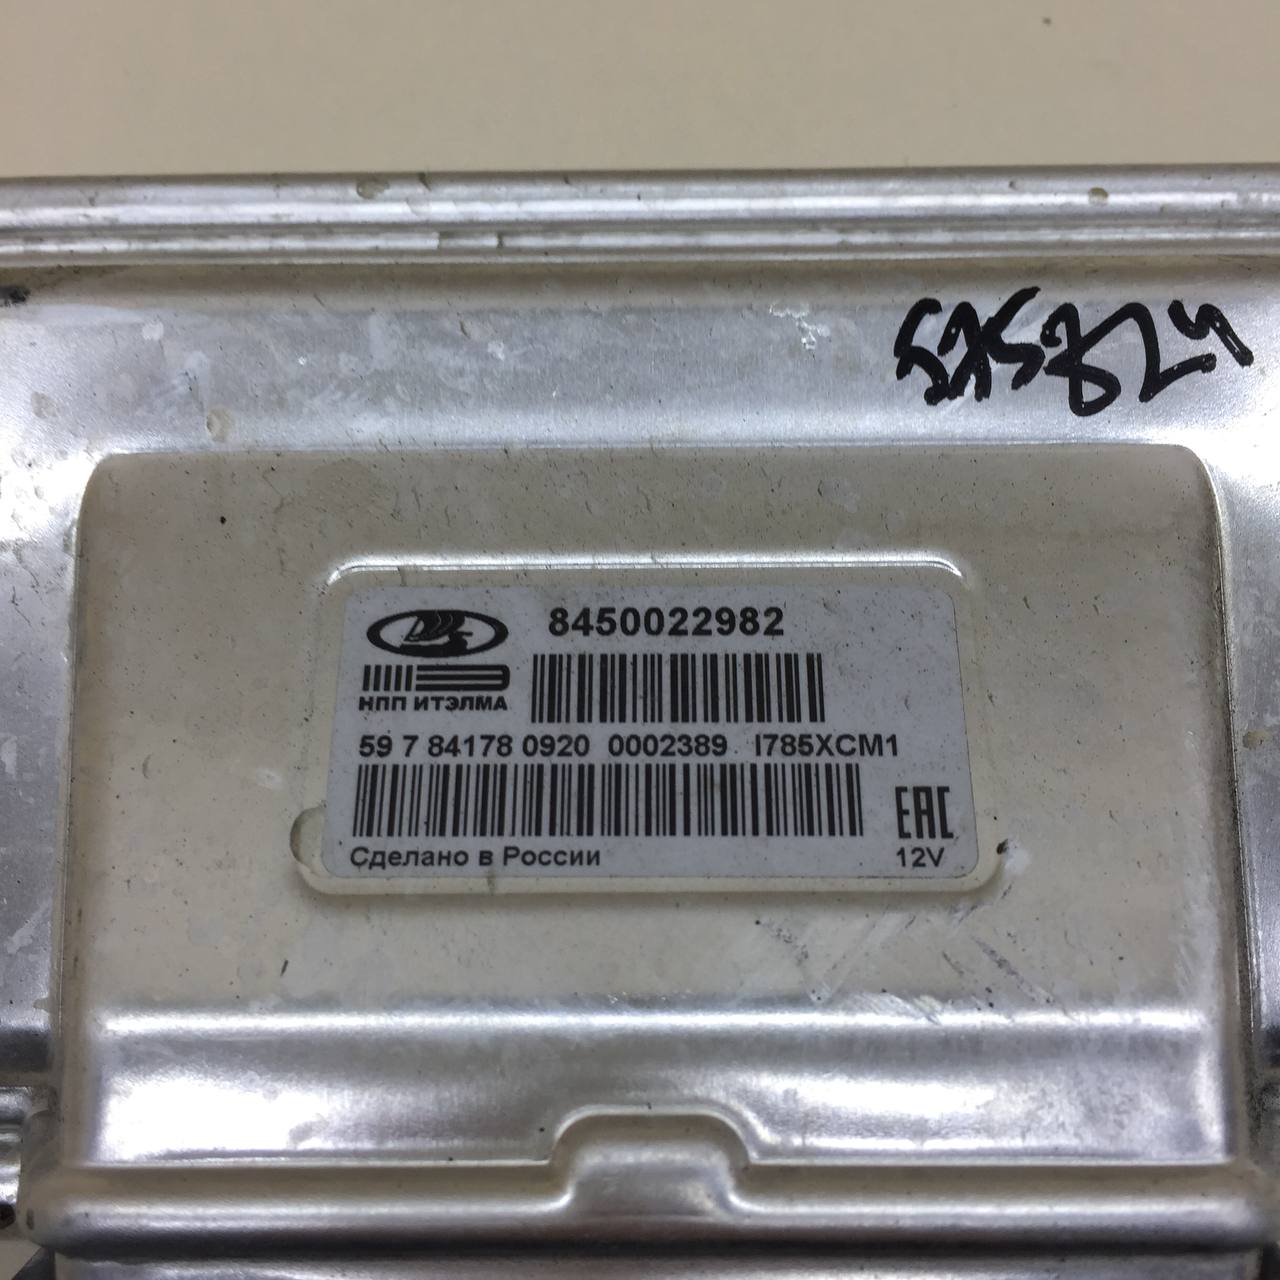 8450022982
НПП ИТЭЛМА
59 7 84178 0920 0002389 I785XCM1
EAC
Сделано в России
12V